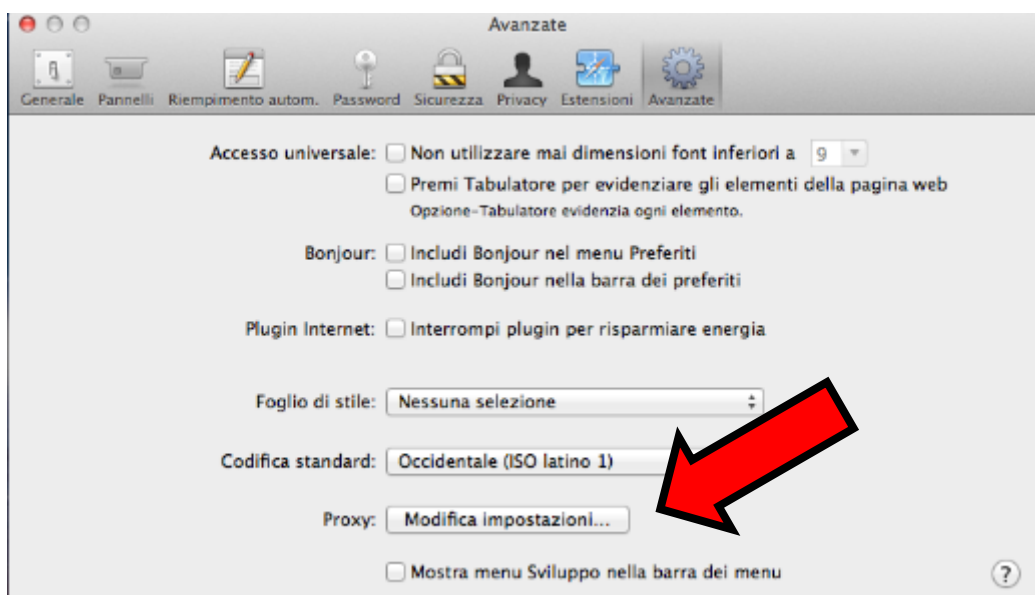 Avanzate
Generale Pannelli Riempimento autom. Password Sicurezza Privacy Estensioni Avanzate
Accesso universale: Non utilizzare mai dimensioni font inferiori a 9
Premi Tabulatore per evidenziare gli elementi della pagina web
Opzione-Tabulatore evidenzia ogni elemento.
Bonjour: Includi Bonjour nel menu Preferiti
Includi Bonjour nella barra dei preferiti
Plugin Internet: Interrompi plugin per risparmiare energia
Foglio di stile: Nessuna selezione
Codifica standard: Occidentale (ISO latino 1)
Proxy: Modifica impostazioni...
Mostra menu Sviluppo nella barra dei menu ?